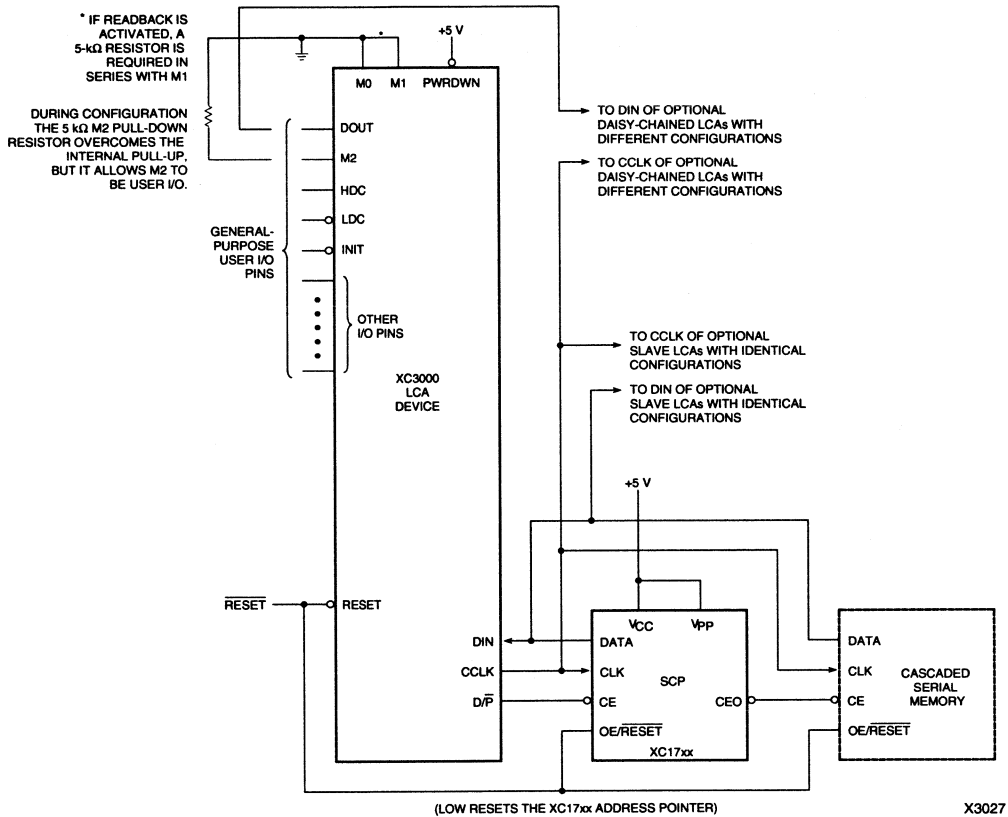 * IF READBACK IS
ACTIVATED, A
5-kΩ RESISTOR IS
REQUIRED IN
SERIES WITH M1
DURING CONFIGURATION
THE 5 kΩ M2 PULL-DOWN
RESISTOR OVERCOMES THE
INTERNAL PULL-UP,
BUT IT ALLOWS M2 TO
BE USER I/O.
*
+5 V
M0 M1 PWRDWN
DOUT
M2
HDC
LDC
INIT
GENERAL-
PURPOSE
USER I/O
PINS
OTHER
I/O PINS
XC3000
LCA
DEVICE
TO DIN OF OPTIONAL
DAISY-CHAINED LCAs WITH
DIFFERENT CONFIGURATIONS
TO CCLK OF OPTIONAL
DAISY-CHAINED LCAs WITH
DIFFERENT CONFIGURATIONS
TO CCLK OF OPTIONAL
SLAVE LCAs WITH IDENTICAL
CONFIGURATIONS
TO DIN OF OPTIONAL
SLAVE LCAs WITH IDENTICAL
CONFIGURATIONS
+5 V
RESET
RESET
DIN
CCLK
D/P
VCC VPP
DATA
CLK
SCP
CE
CEO
OE/RESET
XC17xx
DATA
CLK
CASCADED
SERIAL
MEMORY
CE
OE/RESET
(LOW RESETS THE XC17xx ADDRESS POINTER)
X3027